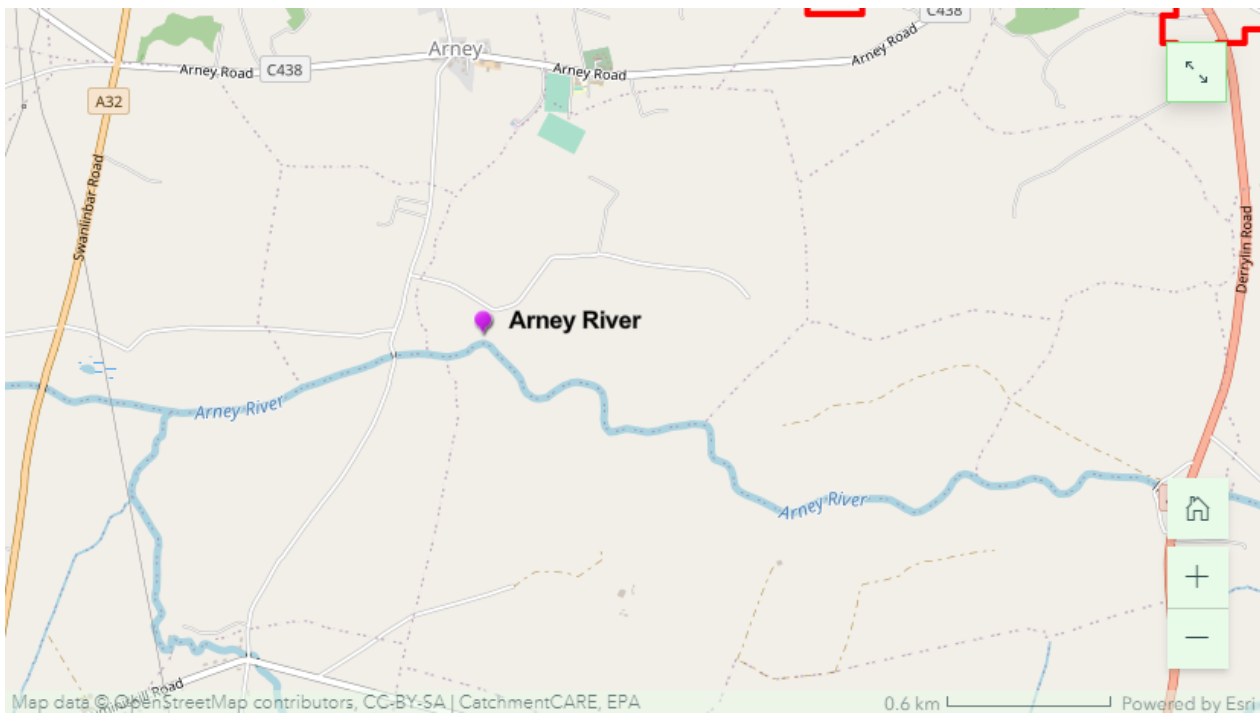 C438
Arney
Arney Road
Arney Road
C438
Arney Road
A32
Swanlinbar Road
Derrylin Road
Arney River
Arney River
Arney River
Road
Map data © OpenStreetMap contributors, CC-BY-SA | CatchmentCARE, EPA
0.6 km
Powered by Esri